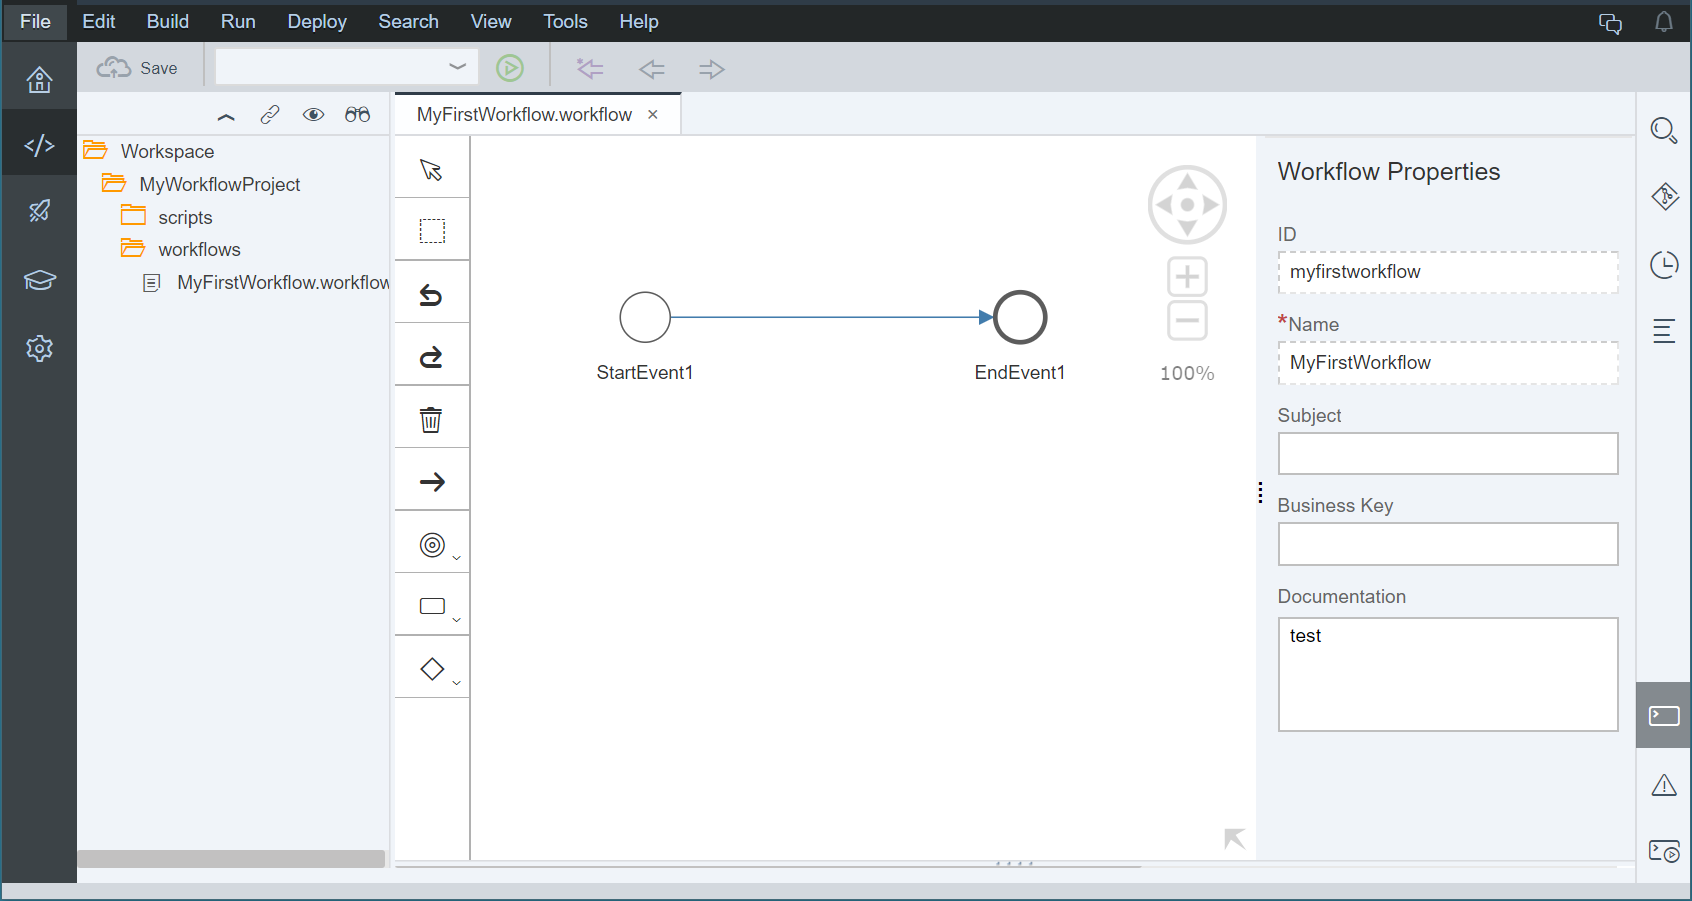 File Edit Build Run Deploy Search View Tools Help
Save
MyFirstWorkflow.workflow ×
Workspace
MyWorkflowProject
scripts
workflows
MyFirstWorkflow.workflow
StartEvent1
EndEvent1
100%
Workflow Properties
ID
myfirstworkflow
*Name
MyFirstWorkflow
Subject
Business Key
Documentation
test